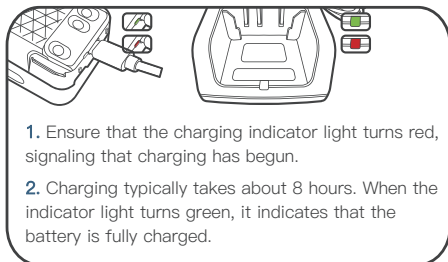 1. Ensure that the charging indicator light turns red,
signaling that charging has begun.
2. Charging typically takes about 8 hours. When the
indicator light turns green, it indicates that the
battery is fully charged.